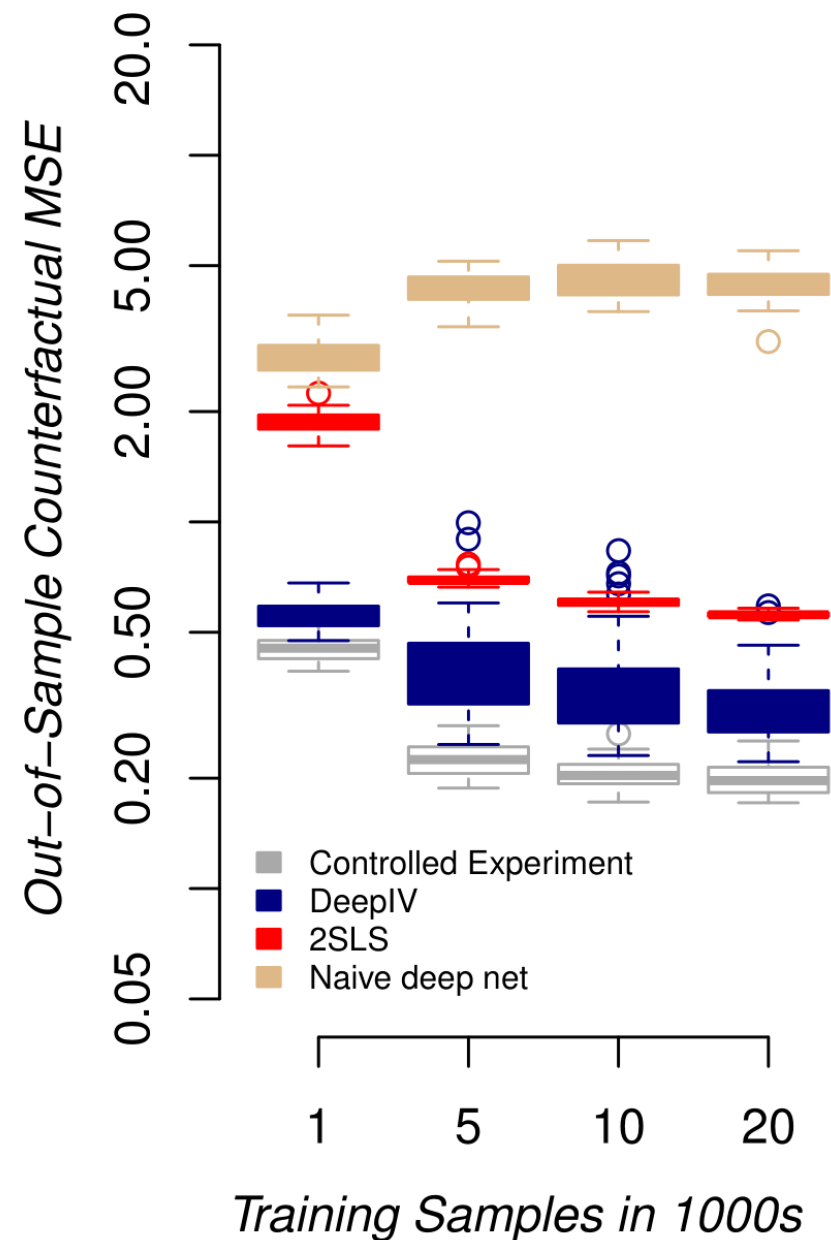 Out-of-Sample Counterfactual MSE
20.0
5.00
2.00
0.50
0.20
0.05
Controlled Experiment
DeepIV
2SLS
Naive deep net
1 5 10 20
Training Samples in 1000s